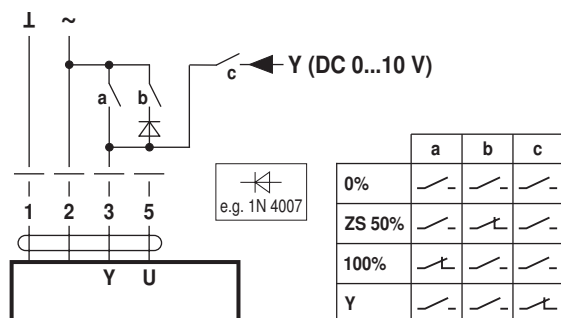 ⊥ ~
c Y (DC 0...10 V)
a b
a b c
e.g. 1N 4007
0%
ZS 50%
100%
Y
1 2 3 5
Y U